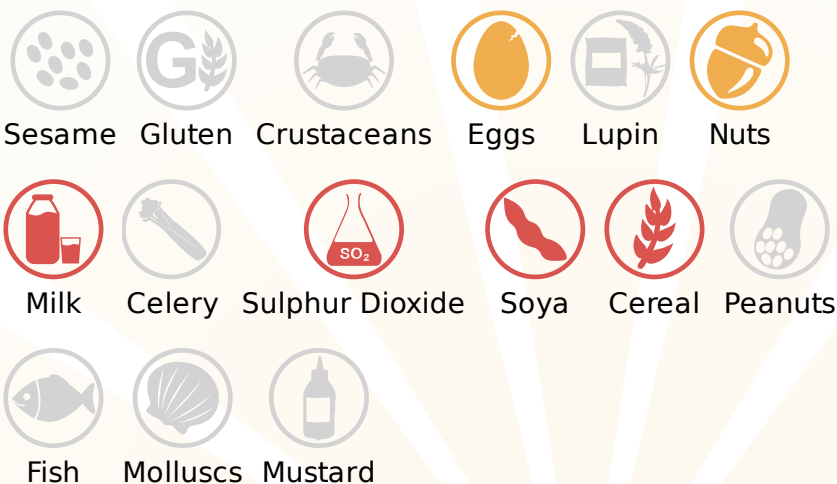 G
Sesame Gluten Crustaceans Eggs Lupin Nuts
SO₂
Milk Celery Sulphur Dioxide Soya Cereal Peanuts
Fish Molluscs Mustard